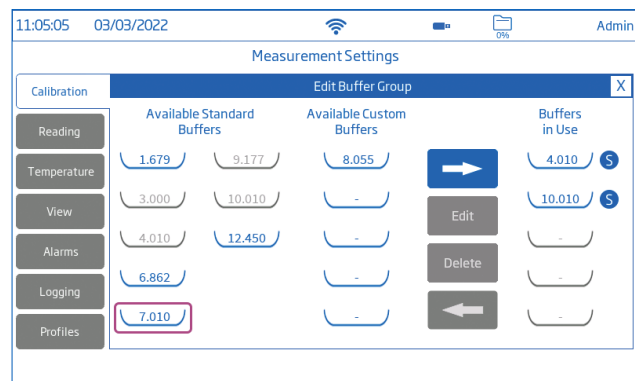 11:05:05 03/03/2022 0% Admin
Measurement Settings
Edit Buffer Group X
Calibration
Reading
Temperature
View
Alarms
Logging
Profiles
Available Standard
Buffers
1.679 9.177
3.000 10.010
4.010 12.450
6.862
7.010
Available Custom
Buffers
8.055
-
-
-
-
Edit
Delete
Buffers
in Use
4.010 S
10.010 S
-
-
-